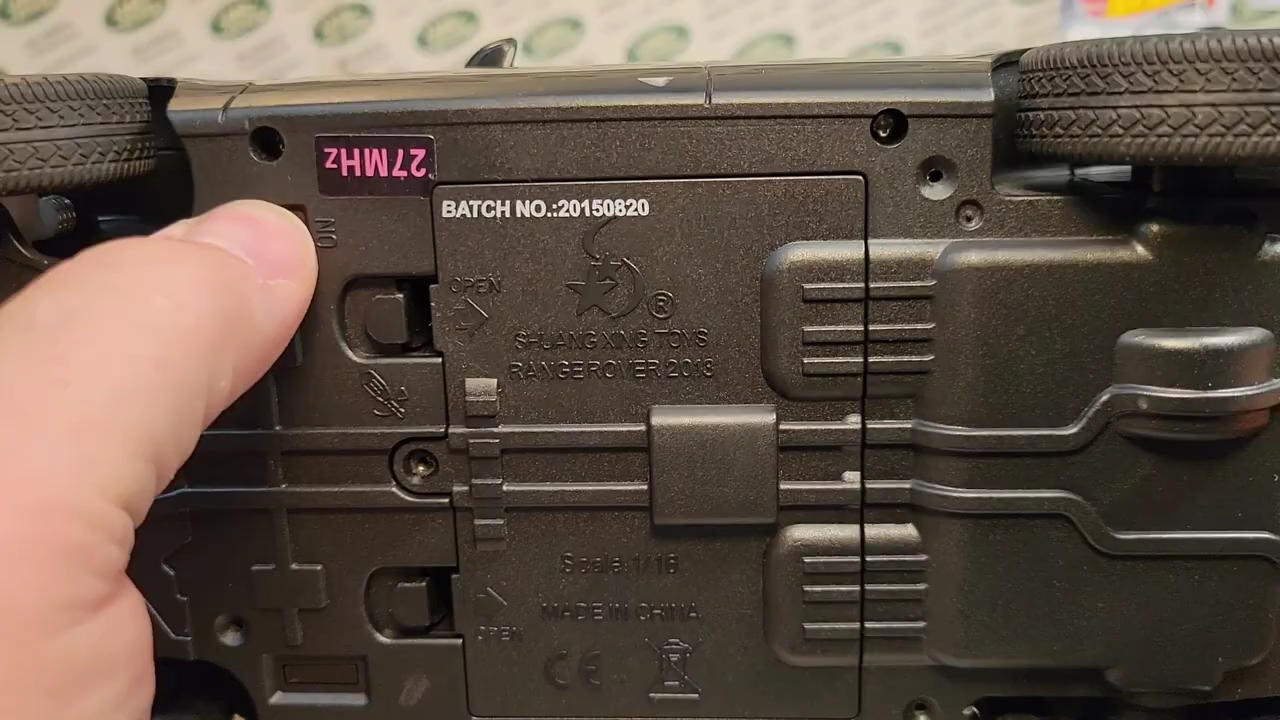 27MHz
BATCH NO.:20150820
ON
OPEN
®
SHUANG XING TOYS
RANGEROVER 2013
Scale:1/16
MADE IN CHINA
OPEN
CE